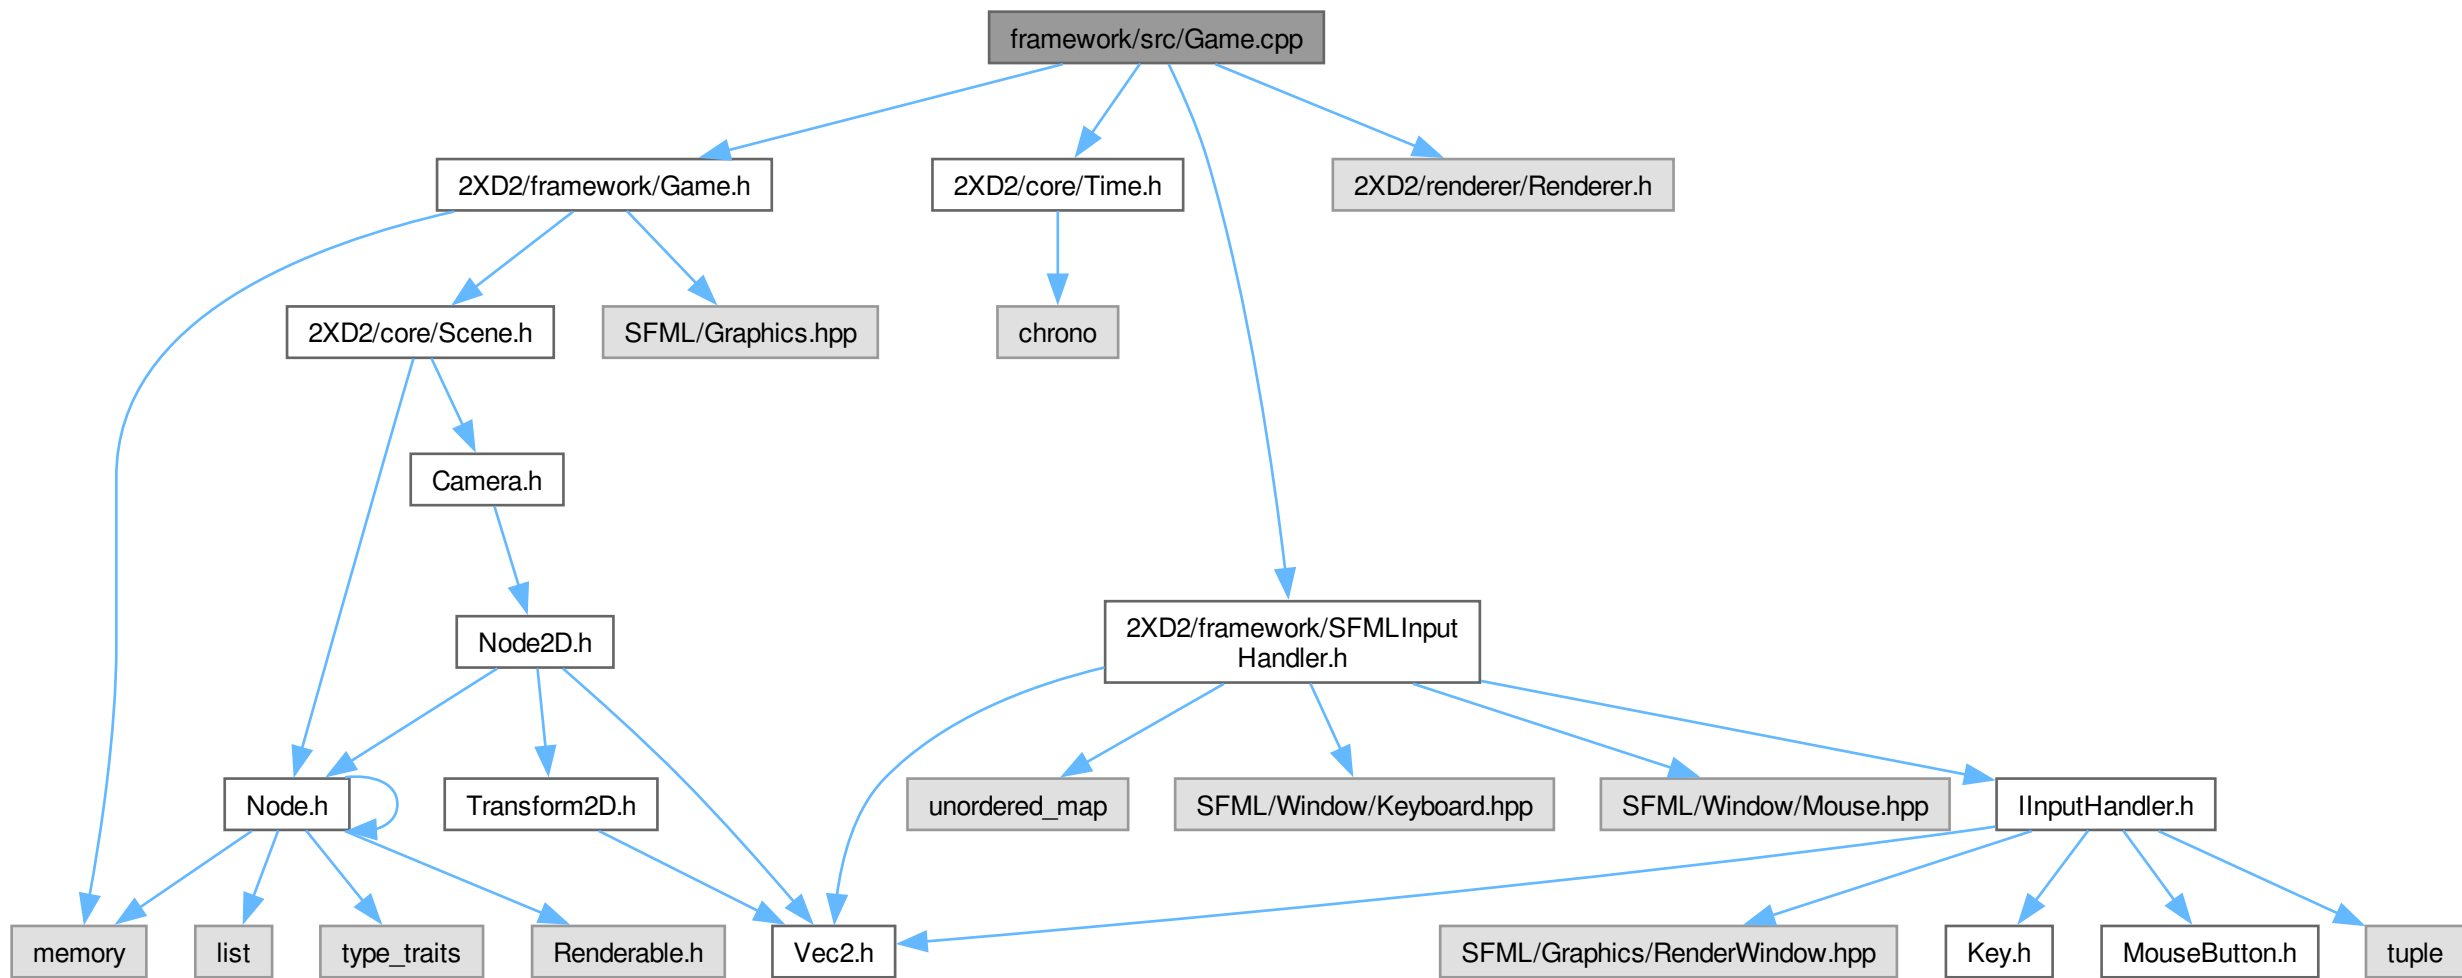 framework/src/Game.cpp
2XD2/framework/Game.h
2XD2/core/Time.h
2XD2/renderer/Renderer.h
2XD2/core/Scene.h
SFML/Graphics.hpp
chrono
Camera.h
Node2D.h
2XD2/framework/SFMLInput
Handler.h
Node.h
Transform2D.h
unordered_map
SFML/Window/Keyboard.hpp
SFML/Window/Mouse.hpp
IInputHandler.h
memory
list
type_traits
Renderable.h
Vec2.h
SFML/Graphics/RenderWindow.hpp
Key.h
MouseButton.h
tuple